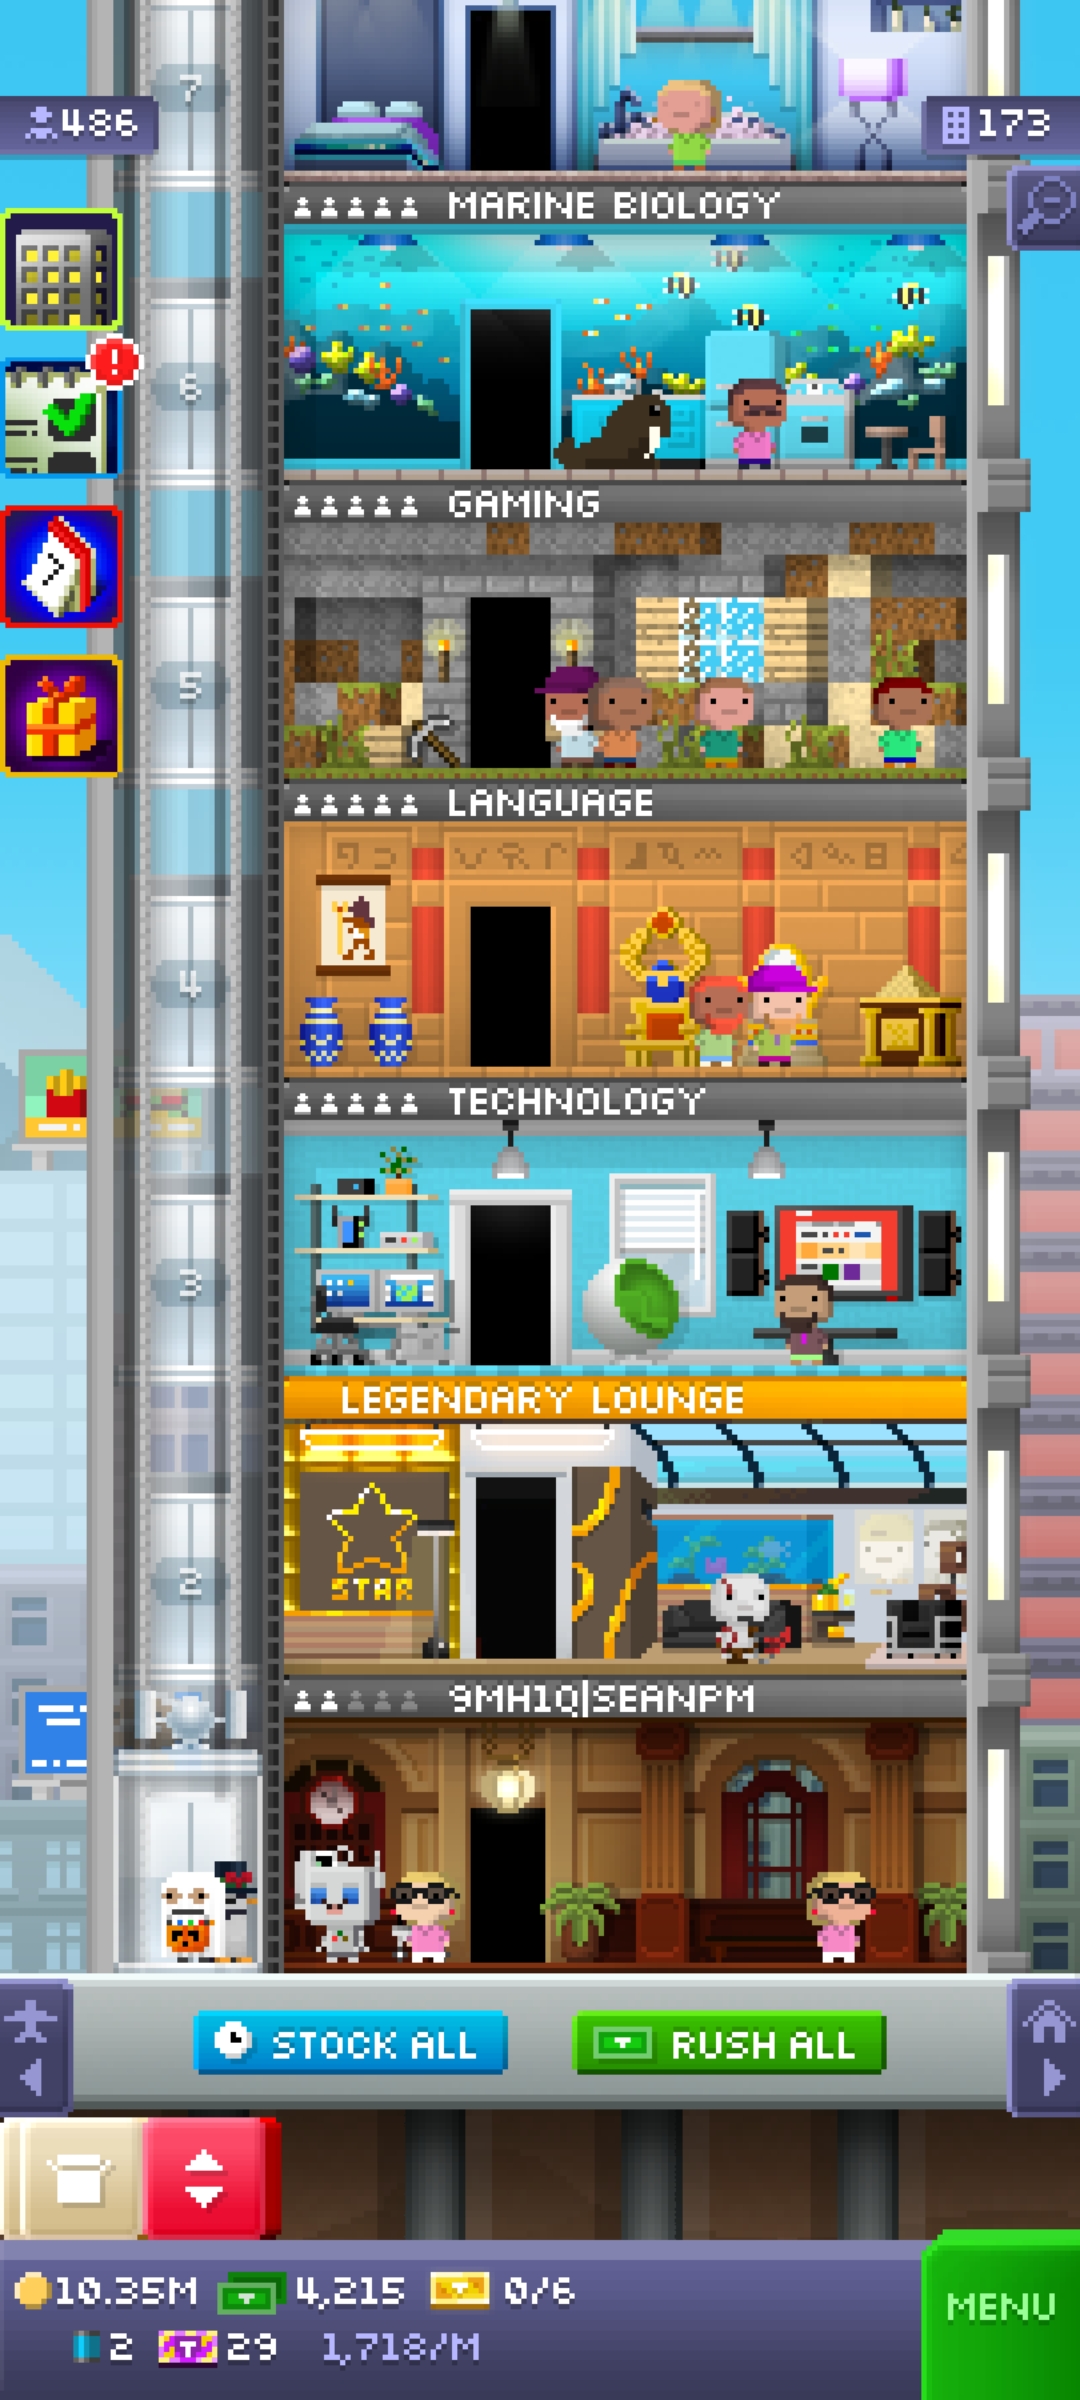 7
486
173
MARINE BIOLOGY
6
GAMING
7
5
LANGUAGE
4
TECHNOLOGY
3
LEGENDARY LOUNGE
STAR
2
9MH1Q|SEANPM
STOCK ALL
RUSH ALL
10.35M 4,215 0/6
2 29 1,718/M
MENU